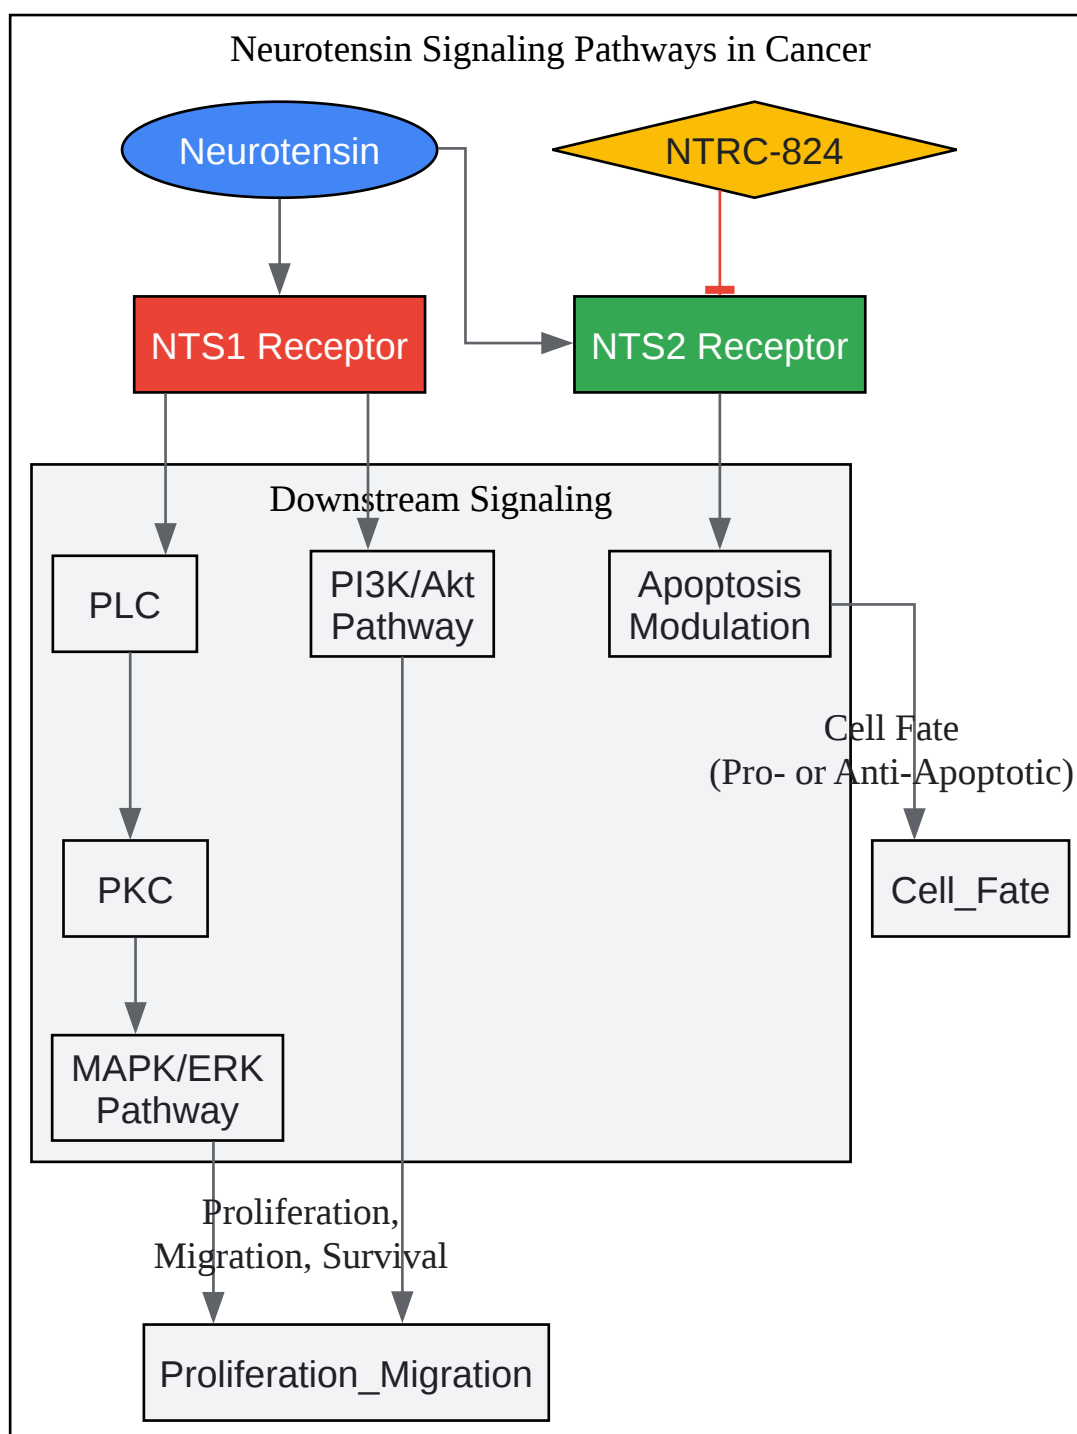 Neurotensin Signaling Pathways in Cancer
Neurotensin
NTRC-824
NTS1 Receptor
NTS2 Receptor
Downstream Signaling
PLC
PI3K/Akt
Pathway
Apoptosis
Modulation
Cell Fate
(Pro- or Anti-Apoptotic)
PKC
Cell_Fate
MAPK/ERK
Pathway
Proliferation,
Migration, Survival
Proliferation_Migration